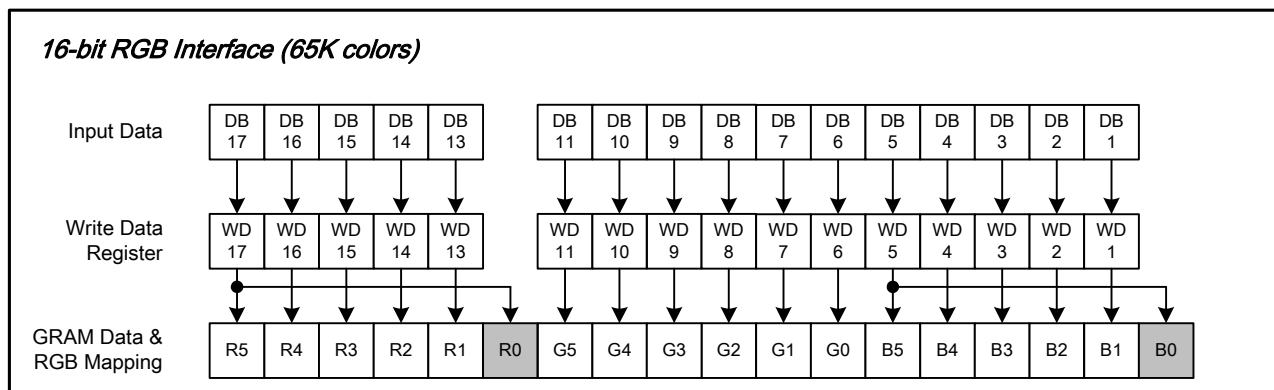 16-bit RGB Interface (65K colors)
Input Data
DB 17 DB 16 DB 15 DB 14 DB 13 DB 11 DB 10 DB 9 DB 8 DB 7 DB 6 DB 5 DB 4 DB 3 DB 2 DB 1
Write Data
Register
WD 17 WD 16 WD 15 WD 14 WD 13 WD 11 WD 10 WD 9 WD 8 WD 7 WD 6 WD 5 WD 4 WD 3 WD 2 WD 1
GRAM Data &
RGB Mapping
R5 R4 R3 R2 R1 R0 G5 G4 G3 G2 G1 G0 B5 B4 B3 B2 B1 B0